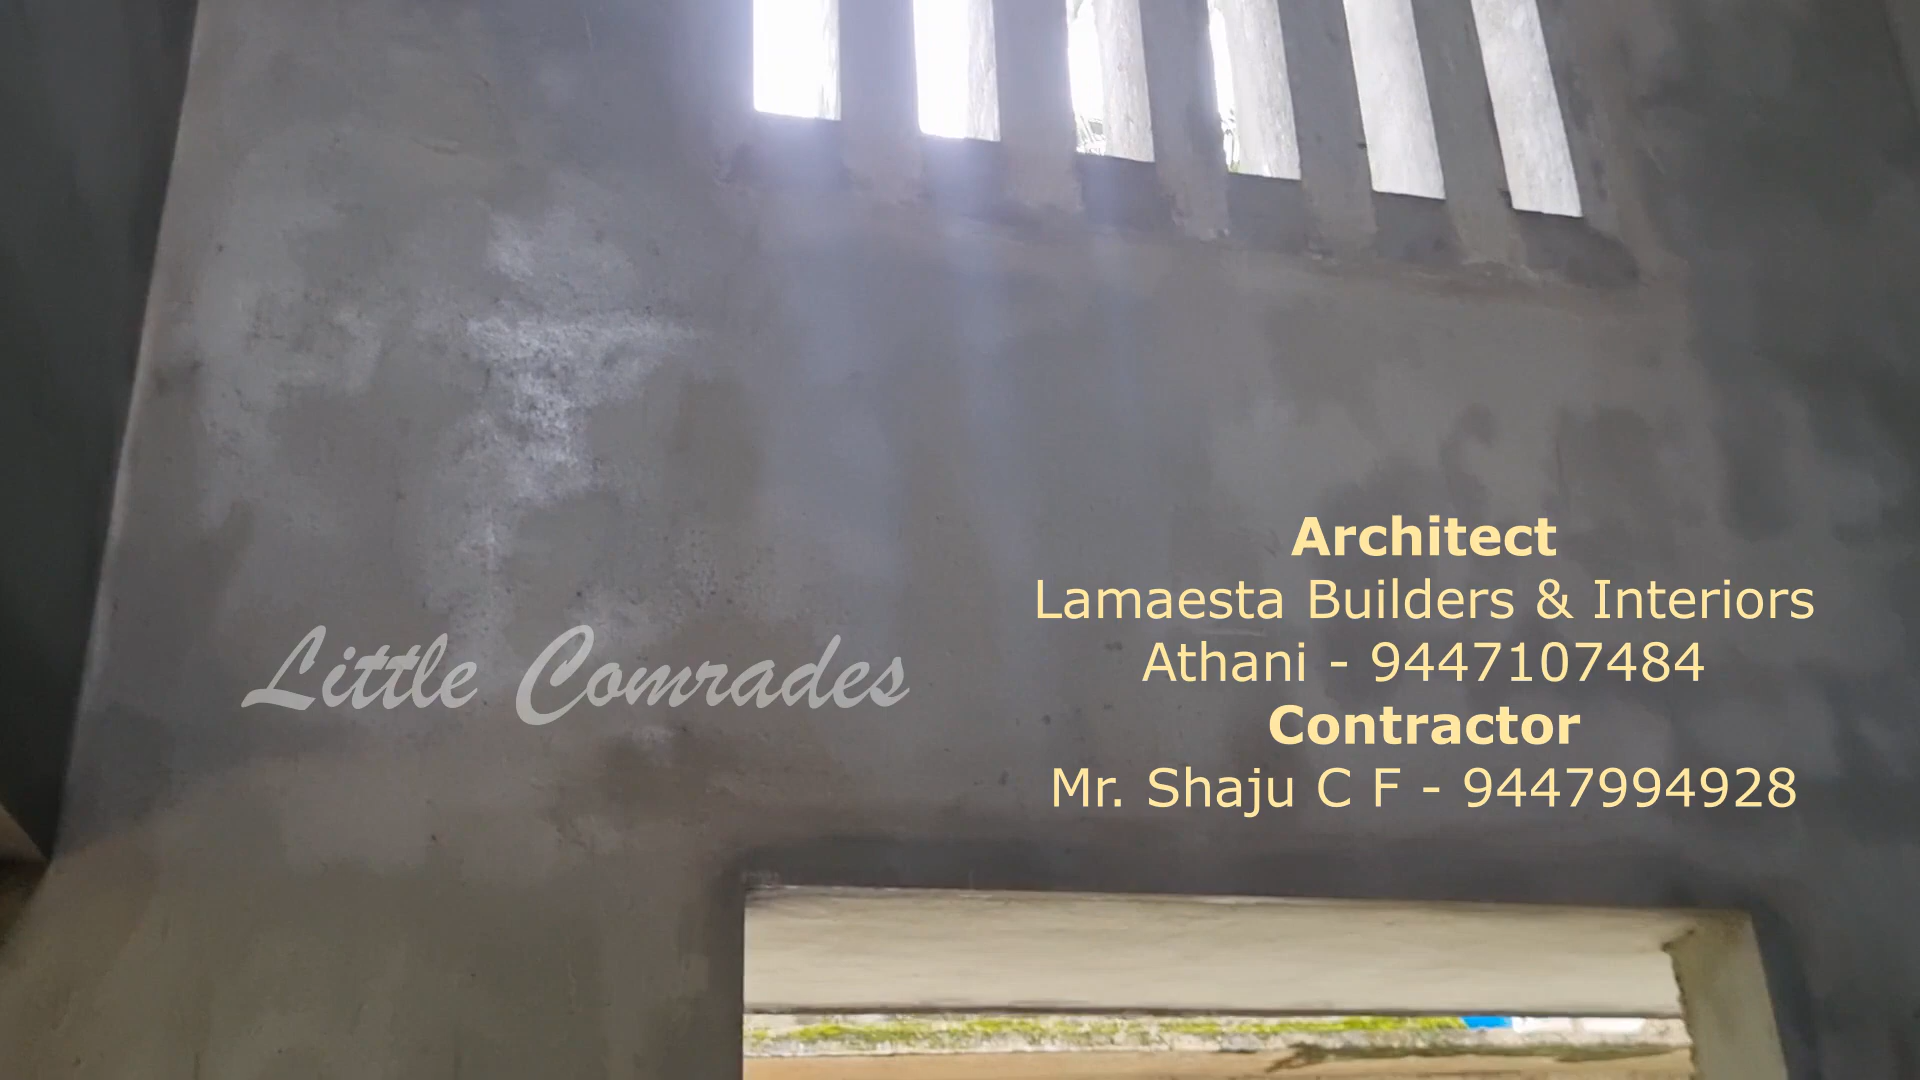 Architect
Lamaesta Builders & Interiors
Athani - 9447107484
Contractor
Mr. Shaju C F - 9447994928
Little Comrades